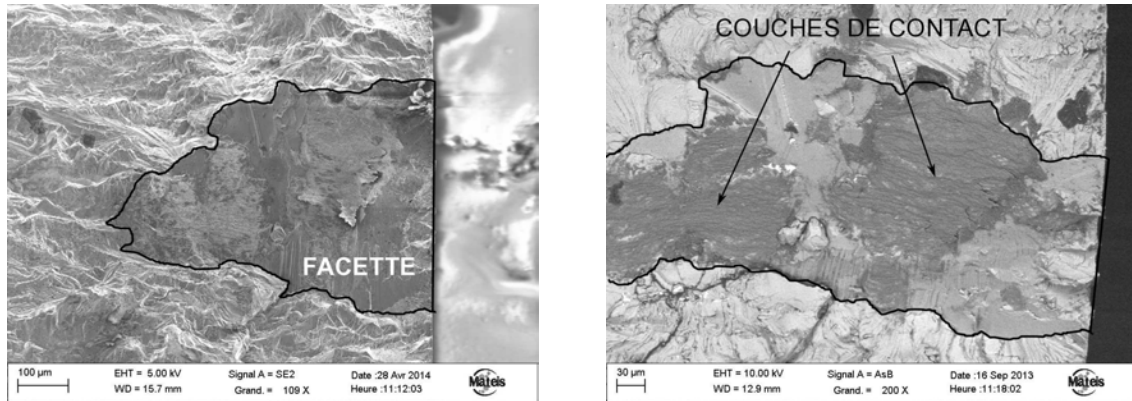 FACETTE
100 µm
EHT = 5.00 kV
WD = 15.7 mm
Signal A = SE2
Grand. = 109 X
Date :28 Avr 2014
Heure :11:12:03
Mateis
COUCHES DE CONTACT
30 µm
EHT = 10.00 kV
WD = 12.9 mm
Signal A = AsB
Grand. = 200 X
Date :16 Sep 2013
Heure :11:18:02
Mateis